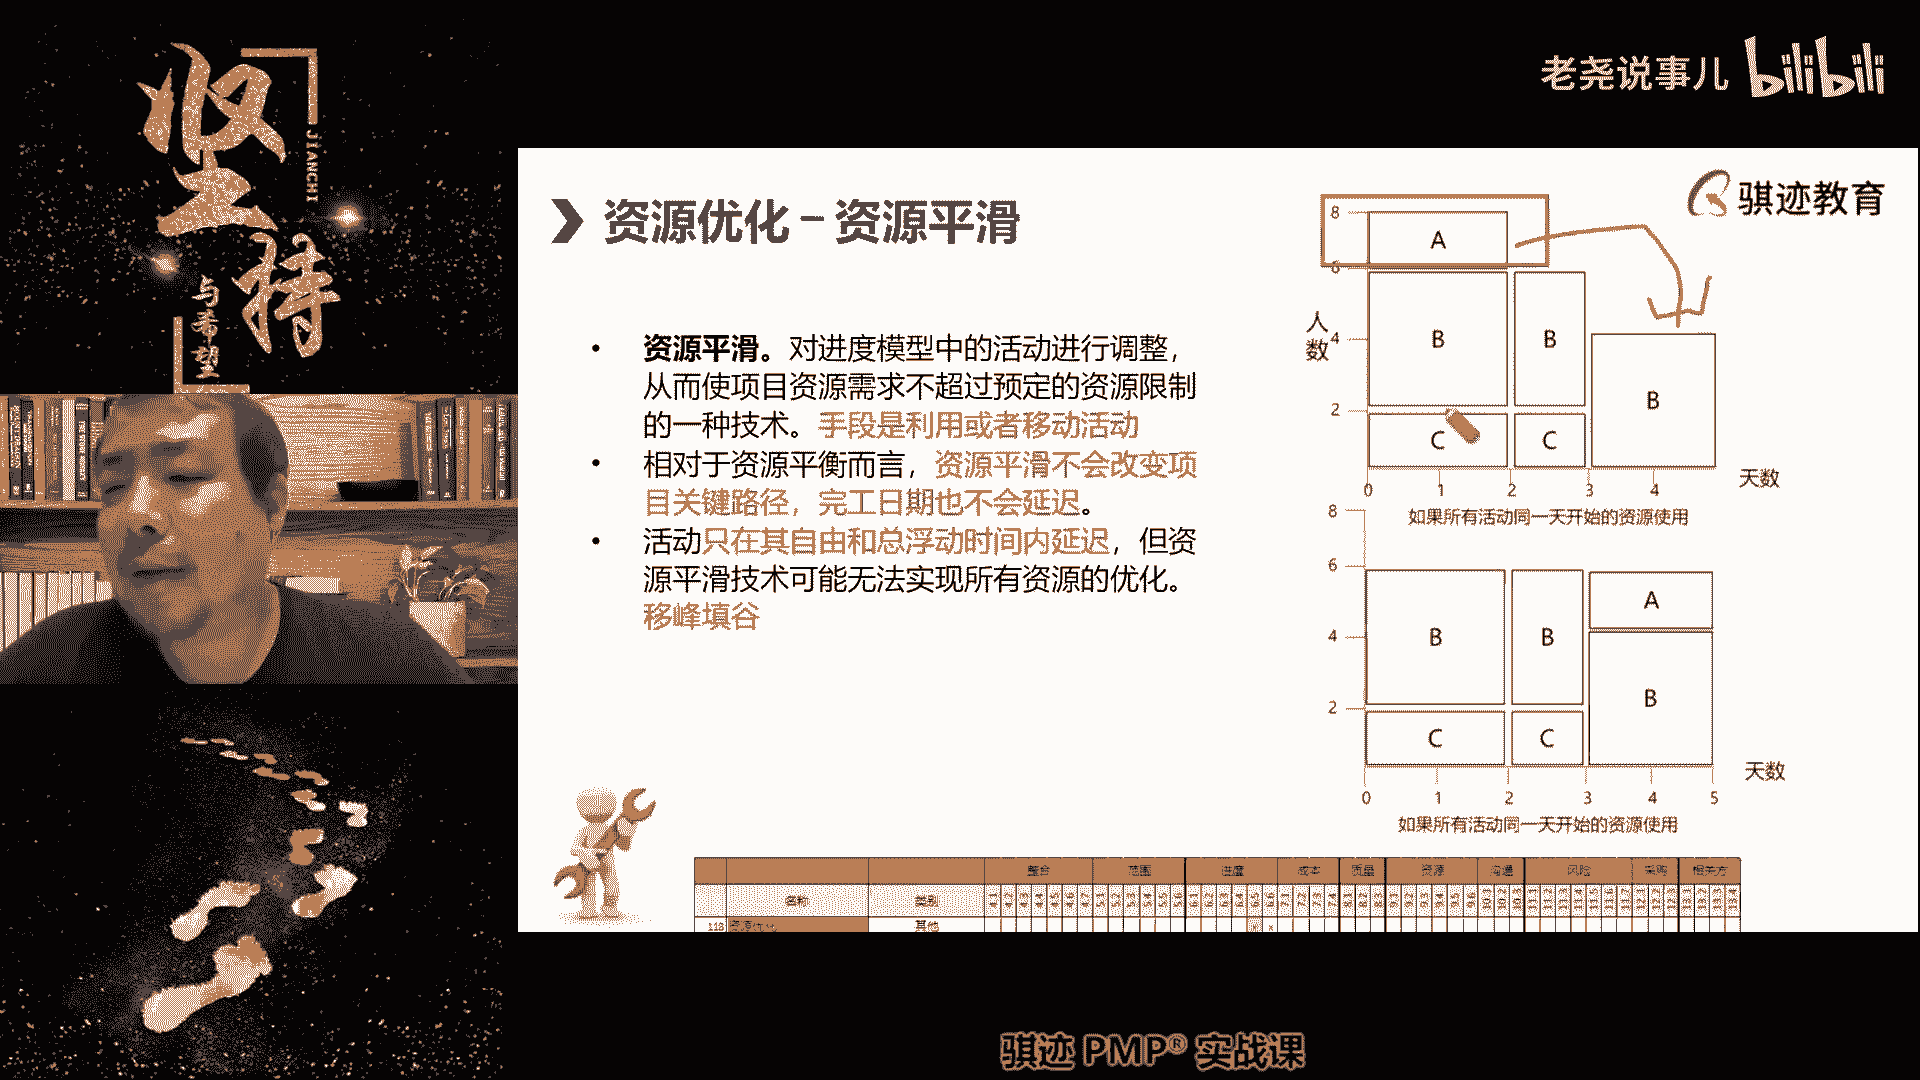 坚持
JIANCHI
与希望
老尧说事儿 bilibili
骐迹教育
资源优化－资源平滑
• 资源平滑。对进度模型中的活动进行调整，
从而使项目资源需求不超过预定的资源限制
的一种技术。手段是利用或者移动活动
• 相对于资源平衡而言，资源平滑不会改变项
目关键路径，完工日期也不会延迟。
• 活动只在其自由和总浮动时间内延迟，但资
源平滑技术可能无法实现所有资源的优化。
移峰填谷
8
A
6
人数
4
B B
B
2
C C
0 1 2 3 4
天数
如果所有活动同一天开始的资源使用
8
6
A
4
B B
B
2
C C
天数
0 1 2 3 4 5
如果所有活动同一天开始的资源使用
整合 范围 进度 成本 质量 资源 沟通 风险 采购 相关方
名称 类别
113 资源优化 其他
骐迹 PMP® 实战课